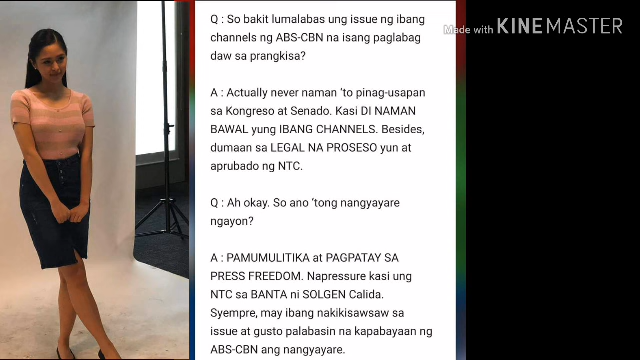 Q : So bakit lumalabas ung issue ng ibang
channels ng ABS-CBN na isang paglabag
daw sa prangkisa?
Made with KINEMASTER
A : Actually never naman 'to pinag-usapan
sa Kongreso at Senado. Kasi DI NAMAN
BAWAL yung IBANG CHANNELS. Besides,
dumaan sa LEGAL NA PROSESO yun at
aprubado ng NTC.
Q : Ah okay. So ano 'tong nangyayare
ngayon?
A : PAMUMULITIKA at PAGPATAY SA
PRESS FREEDOM. Napressure kasi ung
NTC sa BANTA ni SOLGEN Calida.
Syempre, may ibang nakikisawsaw sa
issue at gusto palabasin na kapabayaan ng
ABS-CBN ang nangyayare.